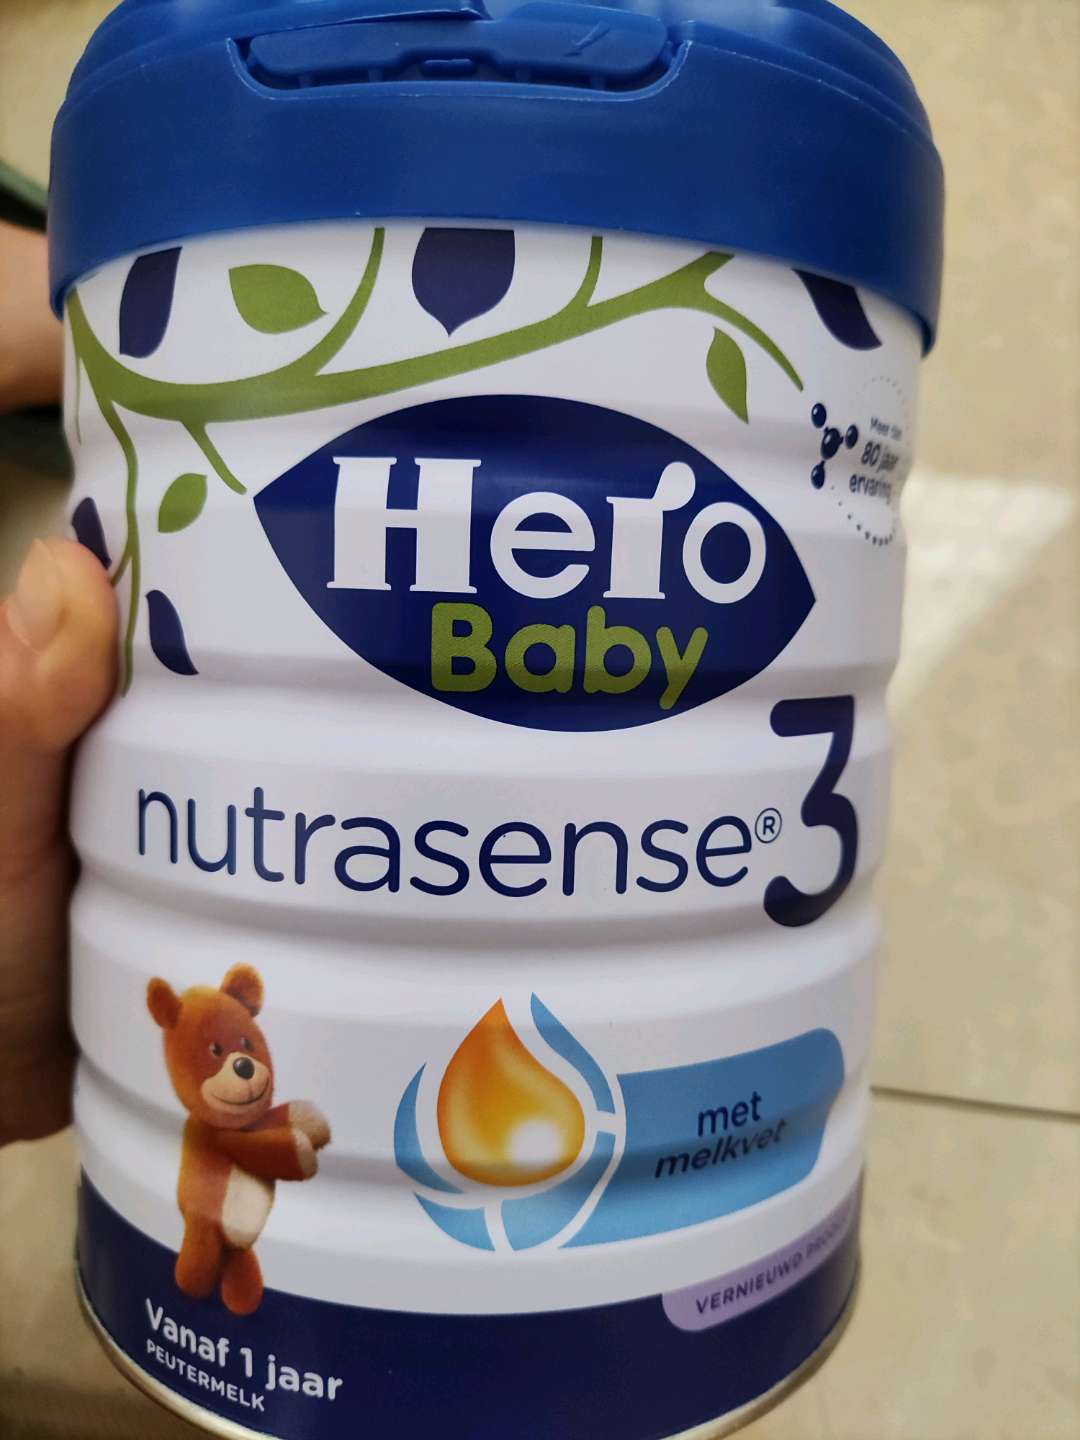 Meer dan
80 jaar
ervaring
Hero
Baby
nutrasense® 3
met
melkvet
VERNIEUWD
Vanaf 1 jaar
PEUTERMELK